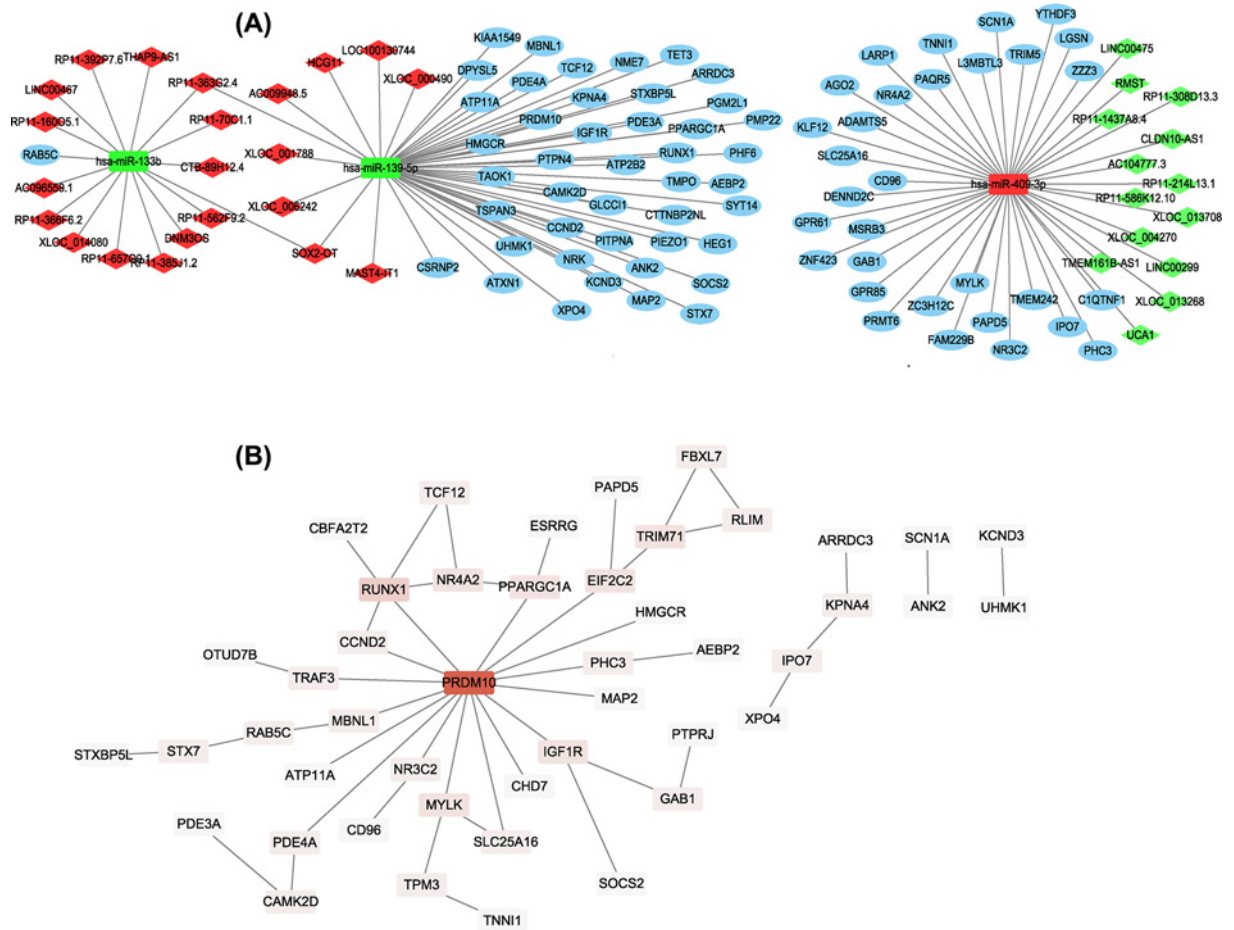 (A)
RP11-392P7.6
THAP9-AS1
LINC00467
RP11-363G2.4
RP11-160O5.1
RP11-70C1.1
RAB5C
hsa-miR-133b
CTB-89H12.4
AC096559.1
RP11-366F6.2
RP11-562F9.2
XLOC_014080
DNM3OS
RP11-385J1.2
HCG11
LOC100130744
XLOC_000490
AC009948.5
XLOC_001788
hsa-miR-139-5p
XLOC_006242
SOX2-OT
MAST4-IT1
KIAA1549
MBNL1
TET3
DPYSL5
TCF12
NME7
ARRDC3
PDE4A
ATP11A
KPNA4
STXBP5L
PGM2L1
PRDM10
PDE3A
PMP22
IGF1R
PPARGC1A
HMGCR
PTPN4
RUNX1
PHF6
ATP2B2
TAOK1
TMPO
AEBP2
CAMK2D
GLCCI1
SYT14
TSPAN3
CTTNBP2NL
CCND2
UHMK1
PITPNA
PIEZO1
HEG1
CSRNP2
NRK
ANK2
ATXN1
KCND3
SOCS2
XPO4
MAP2
STX7
SCN1A
YTHDF3
TNNI1
LGSN
LARP1
L3MBTL3
TRIM5
LINC00475
PAQR5
ZZZ3
AGO2
NR4A2
RMST
RP11-308D13.3
ADAMTS5
RP11-1437A8.4
KLF12
CLDN10-AS1
SLC25A16
AC104777.3
CD96
hsa-miR-409-3p
RP11-214L13.1
DENND2C
RP11-586K12.10
GPR61
XLOC_013708
MSRB3
XLOC_004270
ZNF423
GAB1
TMEM161B-AS1
LINC00299
GPR85
MYLK
ZC3H12C
TMEM242
C1QTNF1
XLOC_013268
PRMT6
PAPD5
IPO7
FAM229B
NR3C2
PHC3
UCA1
(B)
FBXL7
TCF12
PAPD5
CBFA2T2
ESRRG
RLIM
TRIM71
ARRDC3
SCN1A
KCND3
RUNX1
NR4A2
PPARGC1A
EIF2C2
KPNA4
ANK2
UHMK1
HMGCR
CCND2
OTUD7B
PHC3
AEBP2
IPO7
TRAF3
PRDM10
MAP2
XPO4
MBNL1
RAB5C
PTPRJ
STXBP5L
STX7
IGF1R
ATP11A
NR3C2
CHD7
GAB1
MYLK
PDE3A
CD96
PDE4A
SLC25A16
TPM3
SOCS2
CAMK2D
TNNI1